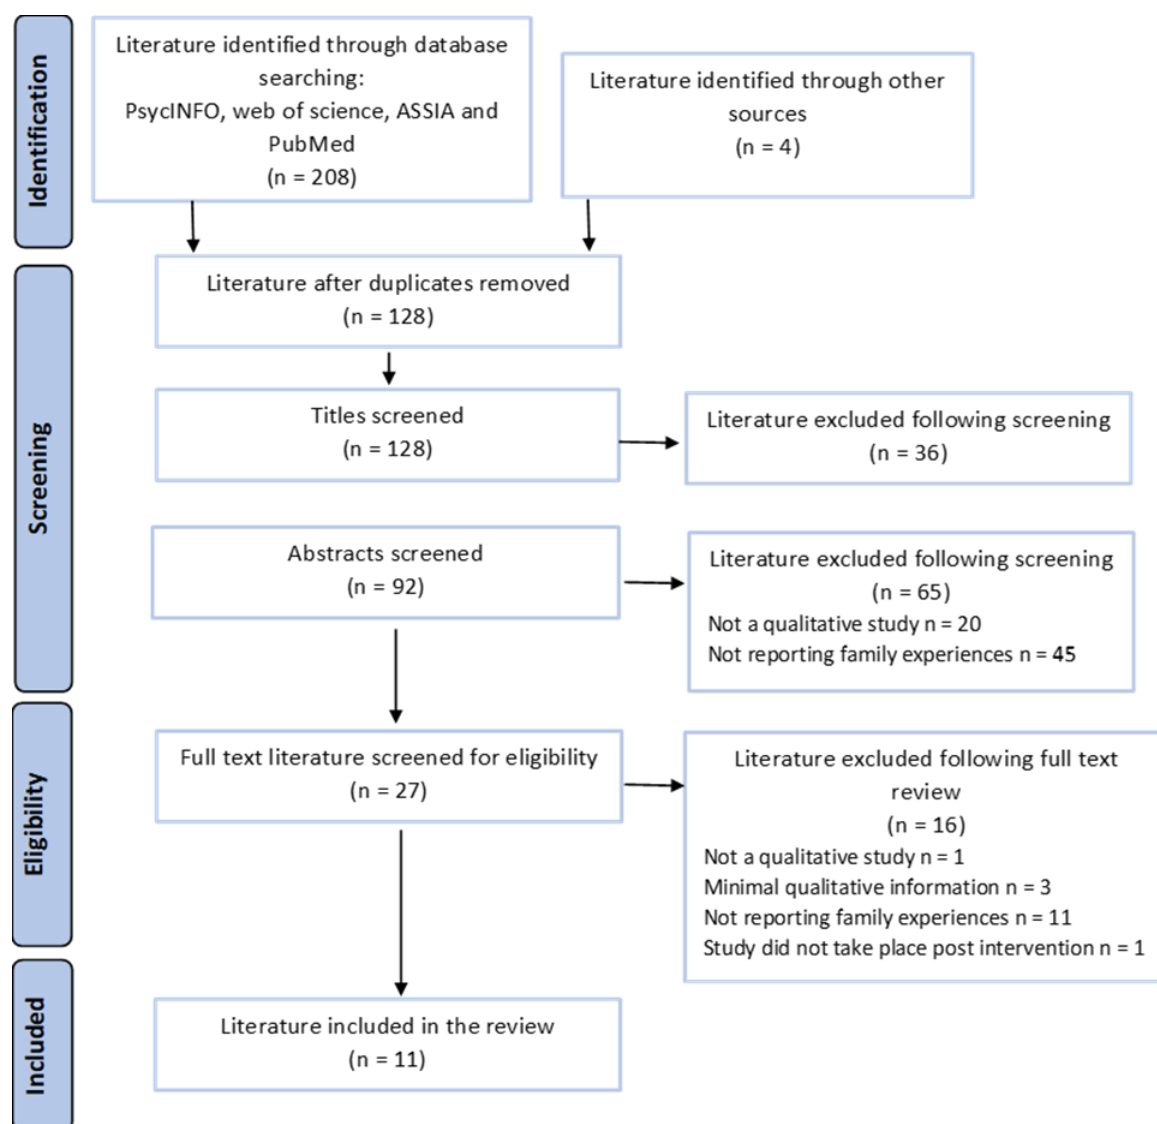 Identification
Literature identified through database
searching:
PsycINFO, web of science, ASSIA and
PubMed
(n = 208)
Literature identified through other
sources
(n = 4)
Screening
Literature after duplicates removed
(n = 128)
Titles screened
(n = 128)
Literature excluded following screening
(n = 36)
Abstracts screened
(n = 92)
Literature excluded following screening
(n = 65)
Not a qualitative study n = 20
Not reporting family experiences n = 45
Eligibility
Full text literature screened for eligibility
(n = 27)
Literature excluded following full text
review
(n = 16)
Not a qualitative study n = 1
Minimal qualitative information n = 3
Not reporting family experiences n = 11
Study did not take place post intervention n = 1
Included
Literature included in the review
(n = 11)